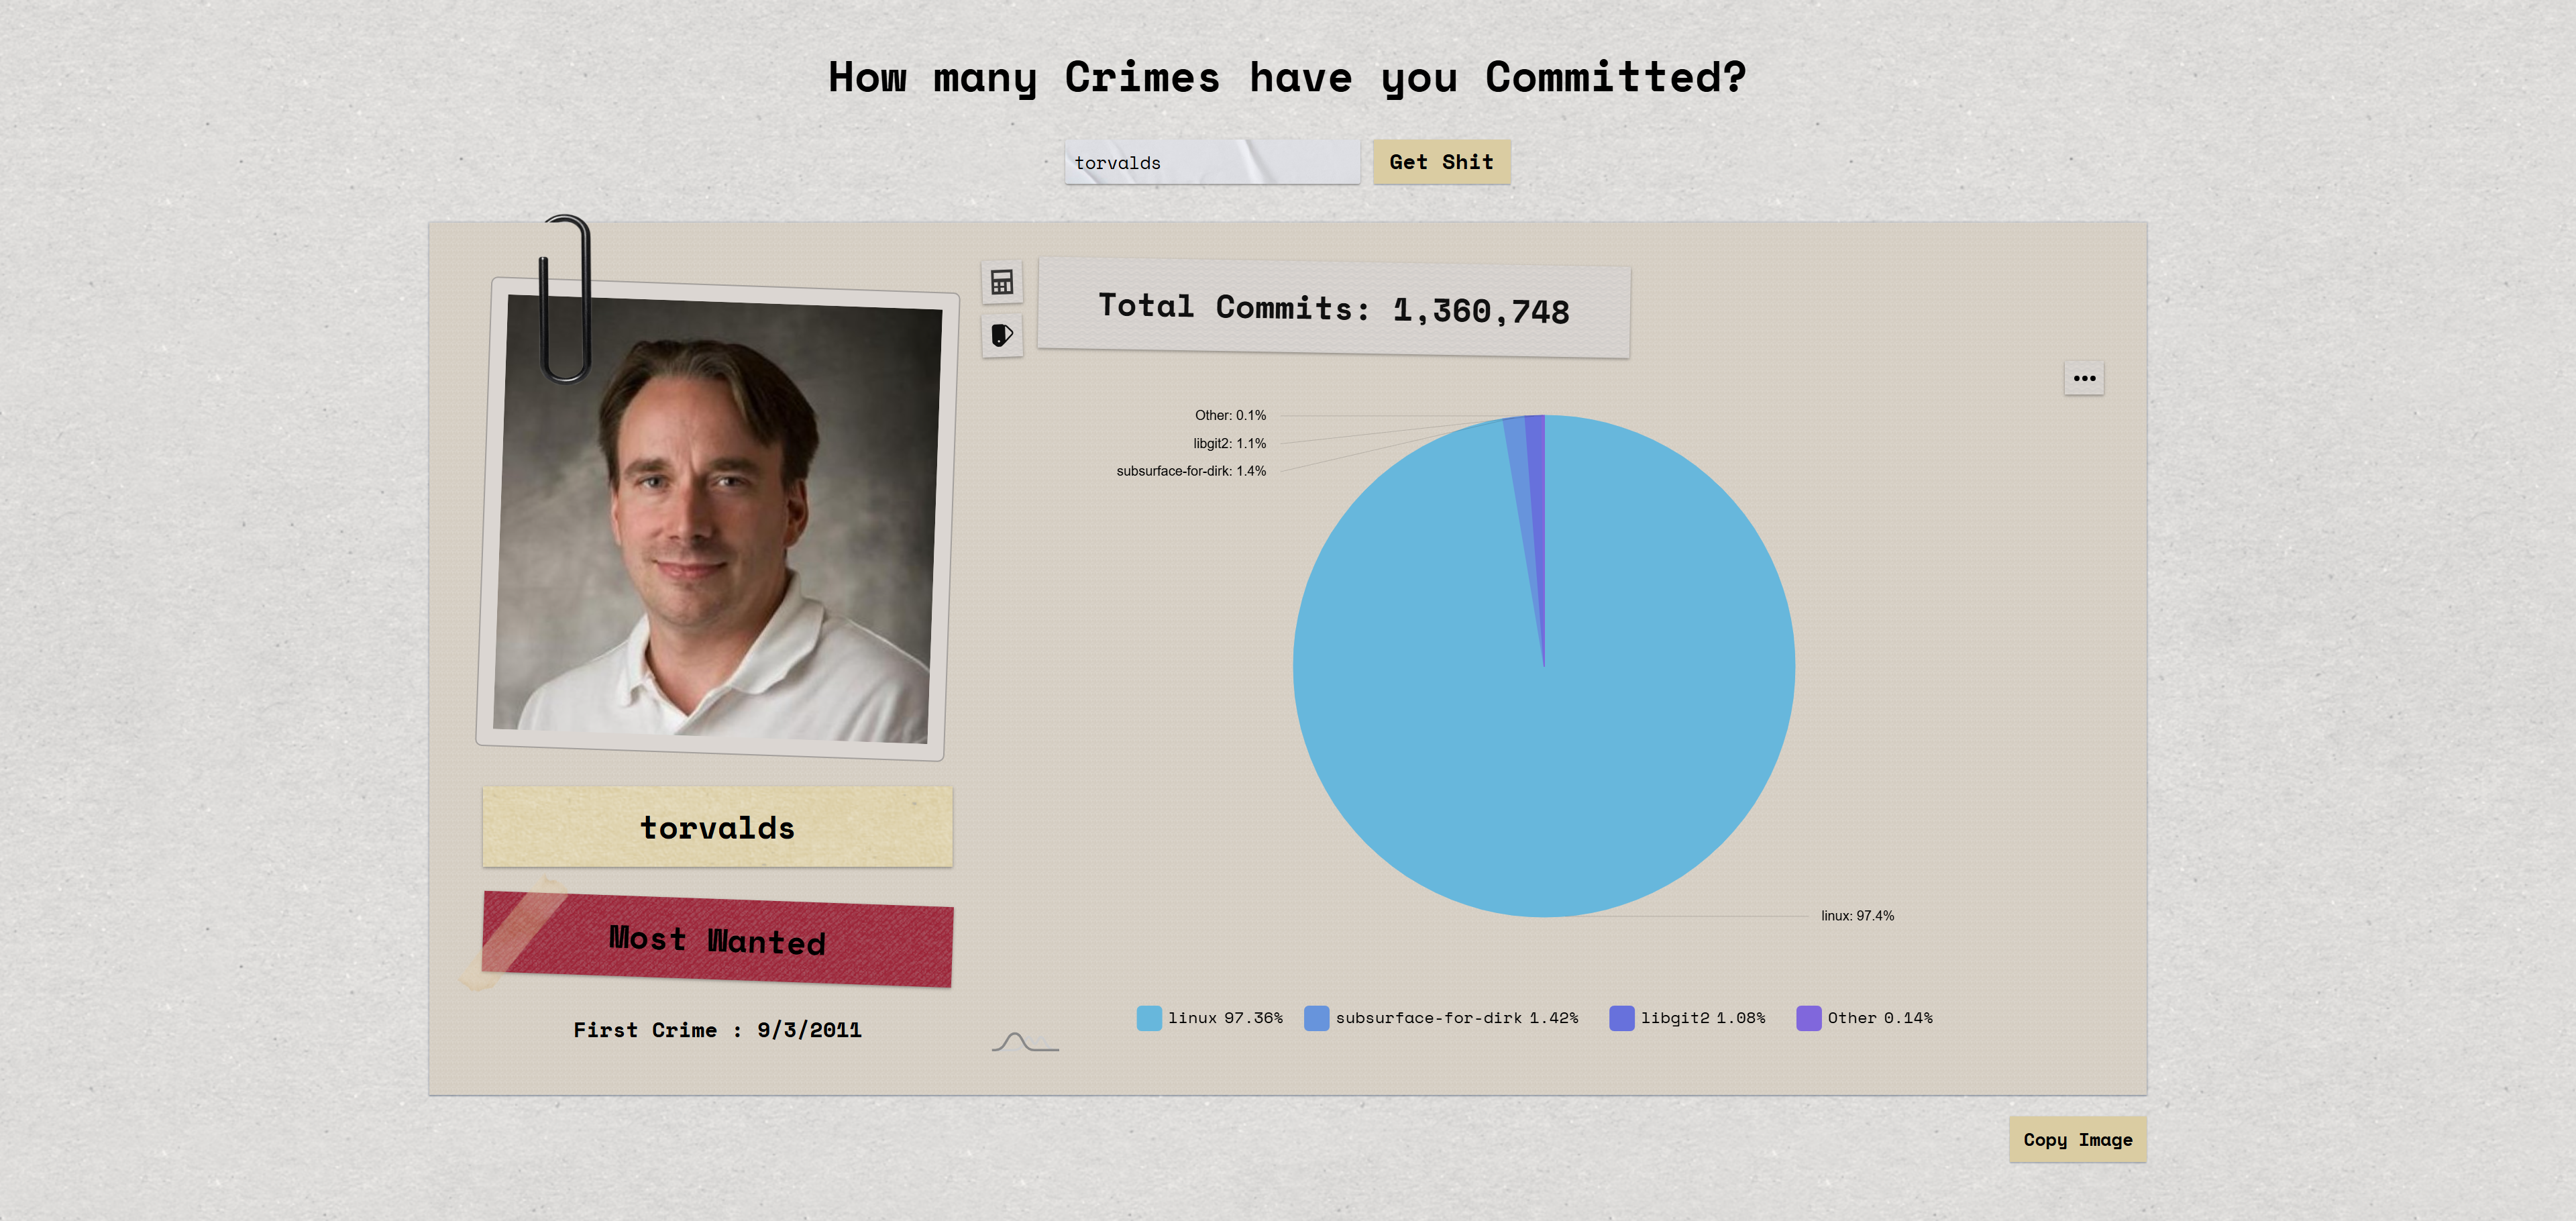 How many Crimes have you Committed?
torvalds
Get Shit
Total Commits: 1,360,748
Other: 0.1%
libgit2: 1.1%
subsurface-for-dirk: 1.4%
linux: 97.4%
torvalds
Most Wanted
First Crime : 9/3/2011
linux 97.36% subsurface-for-dirk 1.42% libgit2 1.08% Other 0.14%
Copy Image